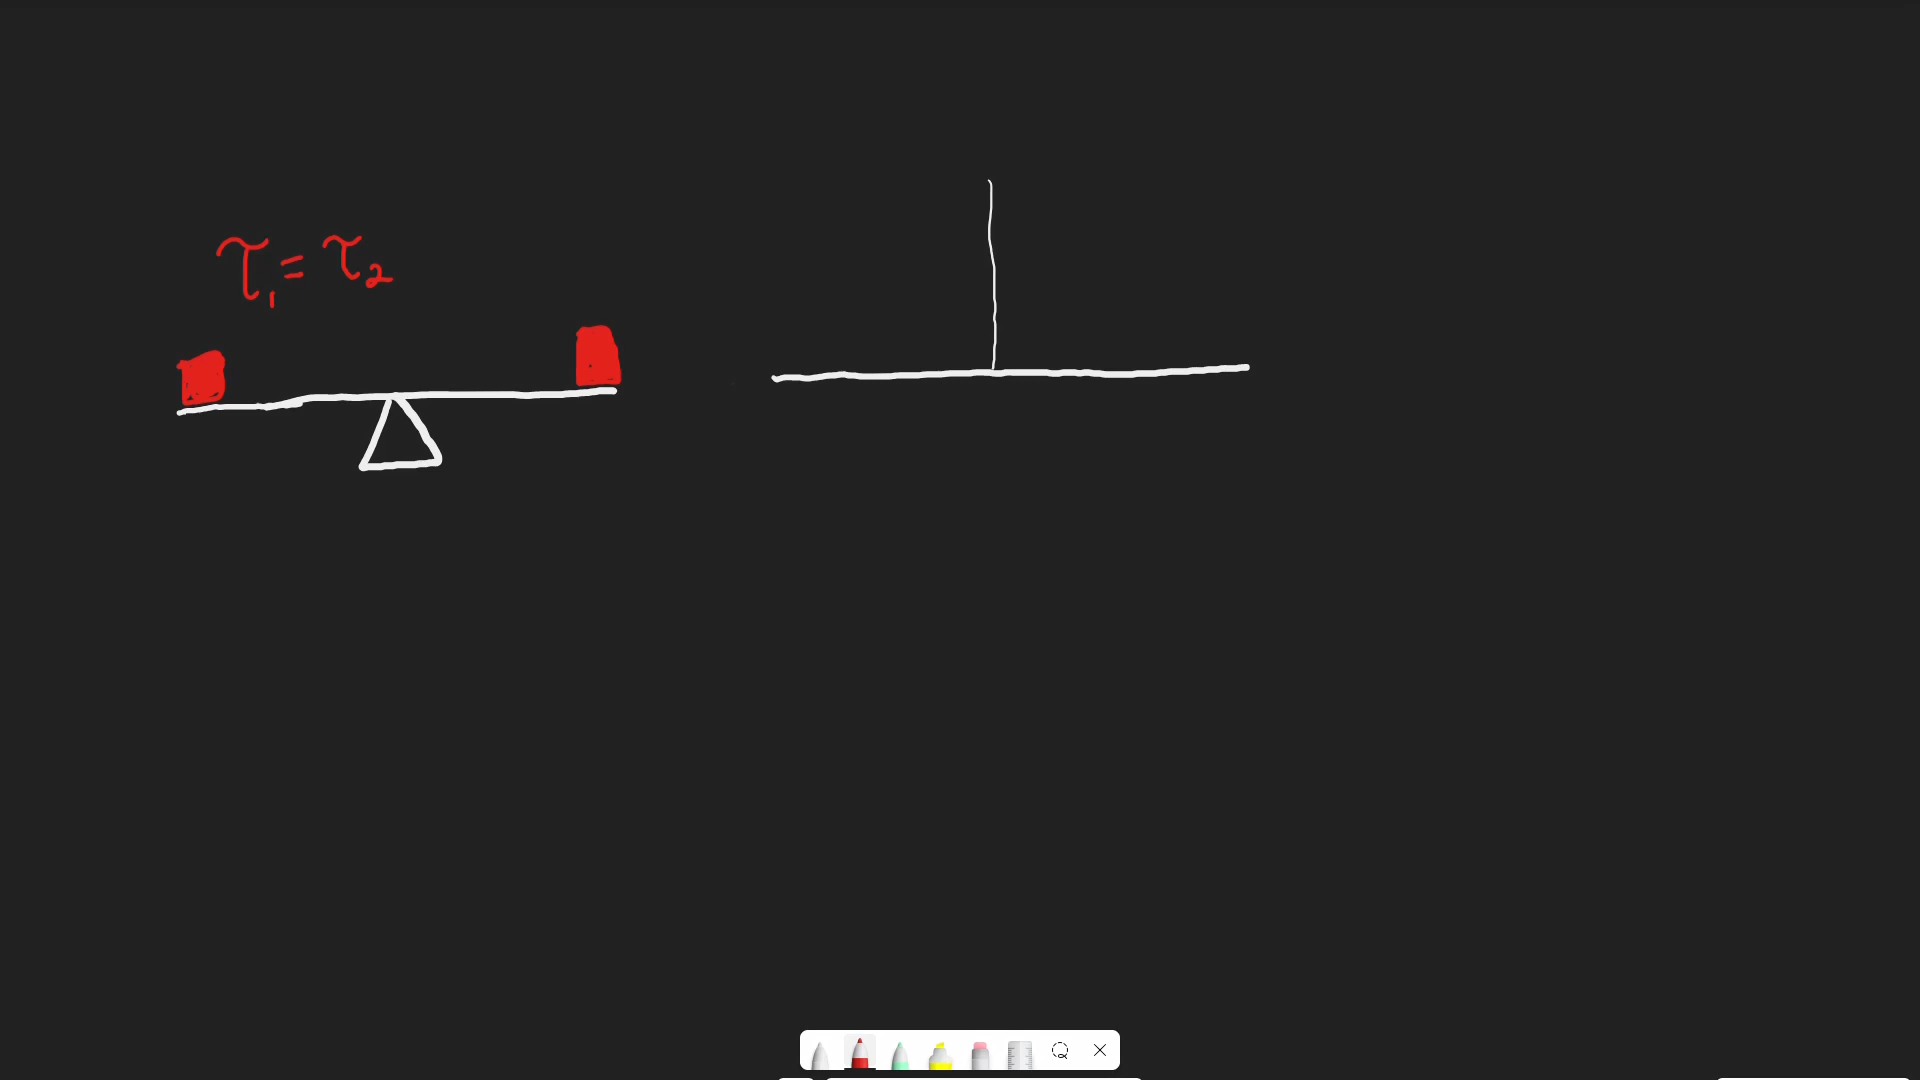 τ₁ = τ₂